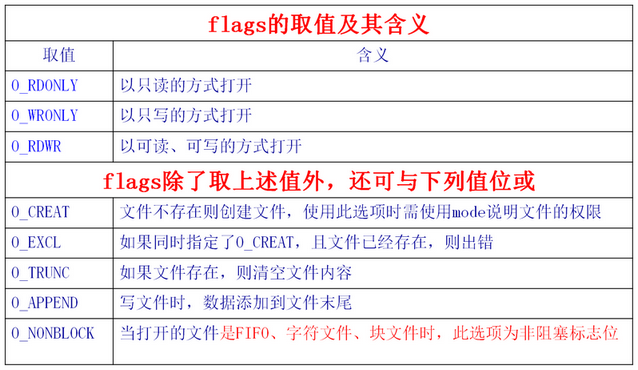 flags的取值及其含义
取值 含义
O_RDONLY 以只读的方式打开
O_WRONLY 以只写的方式打开
O_RDWR 以可读、可写的方式打开
flags除了取上述值外，还可与下列值位或
O_CREAT 文件不存在则创建文件，使用此选项时需使用mode说明文件的权限
O_EXCL 如果同时指定了O_CREAT，且文件已经存在，则出错
O_TRUNC 如果文件存在，则清空文件内容
O_APPEND 写文件时，数据添加到文件末尾
O_NONBLOCK 当打开的文件是FIFO、字符文件、块文件时，此选项为非阻塞标志位